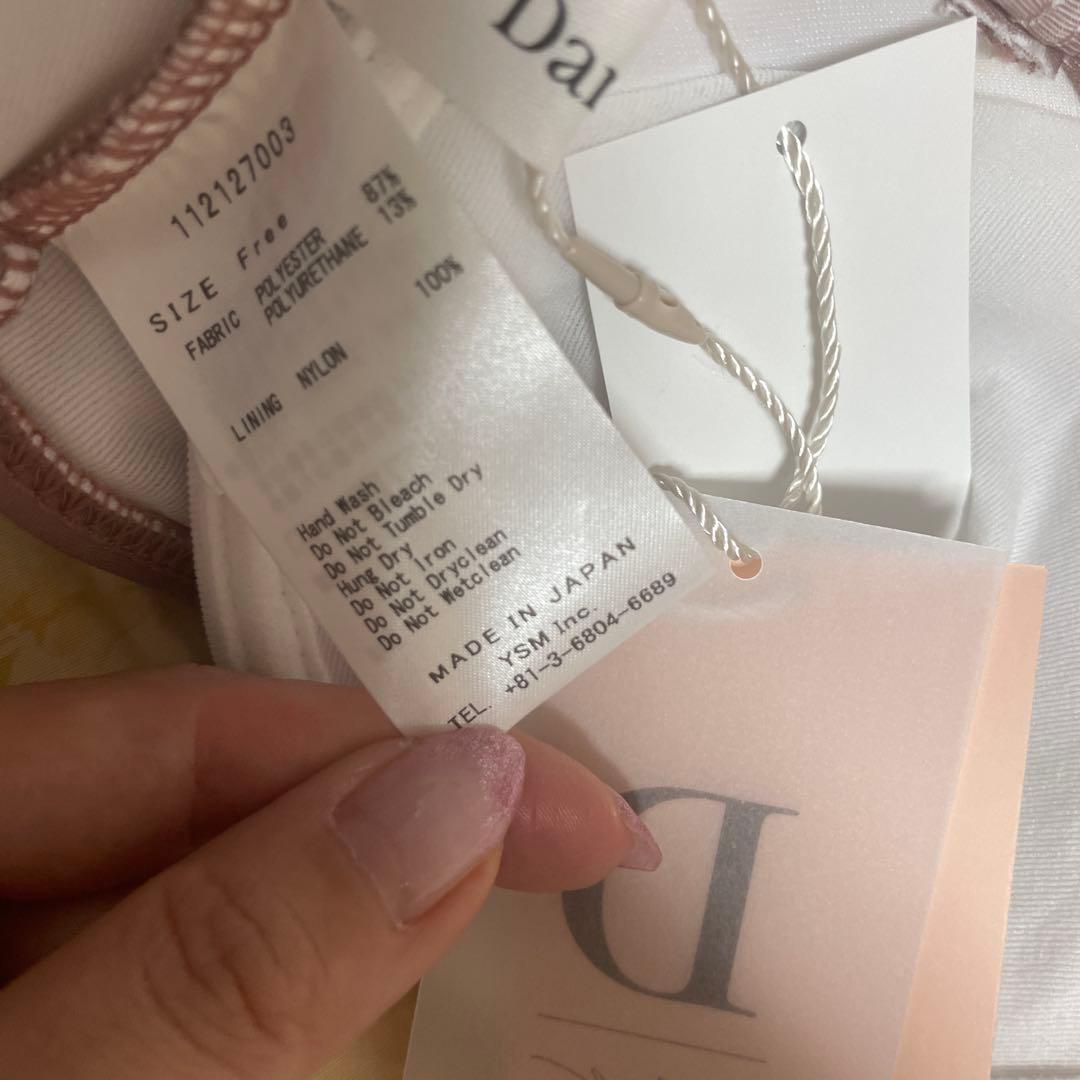 Dai
112127003
SIZE Free
FABRIC POLYESTER 87%
POLYURETHANE 13%
LINING NYLON 100%
Hand Wash
Do Not Bleach
Do Not Tumble Dry
Hung Dry
Do Not Iron
Do Not Dryclean
Do Not Wetclean
MADE IN JAPAN
YSM Inc.
TEL. +81-3-6804-6689
D